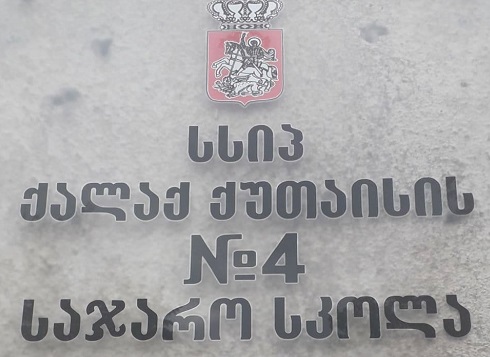 სსიპ
ქალაქ ქუთაისის
№4
საჯარო სკოლა